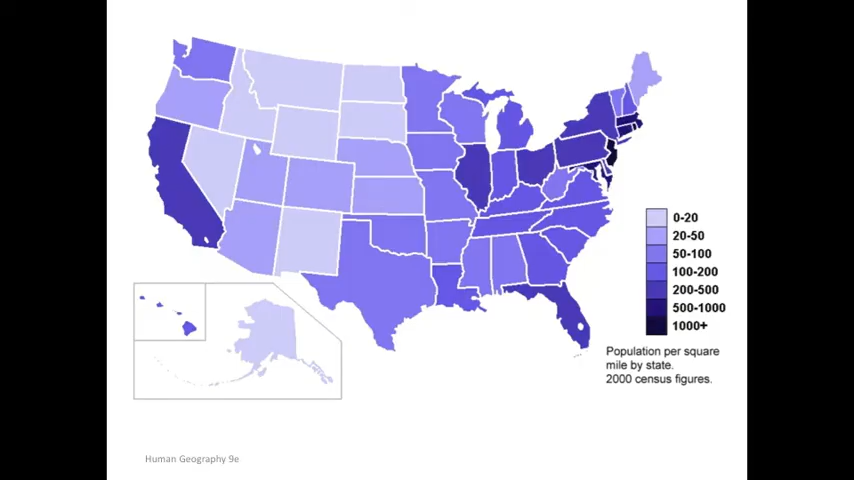 0-20
20-50
50-100
100-200
200-500
500-1000
1000+
Population per square
mile by state.
2000 census figures.
Human Geography 9e